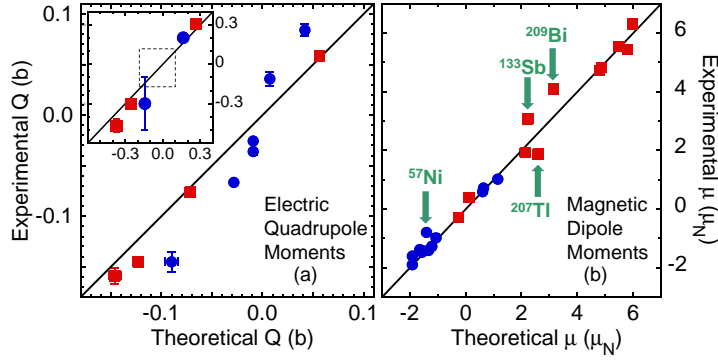 0.1
0.0
-0.1
Experimental Q (b)
0.3
0
-0.3
-0.3
0.0
0.3
Electric
Quadrupole
Moments
(a)
-0.1
0.0
0.1
Theoretical Q (b)
209Bi
133Sb
57Ni
207Tl
Magnetic
Dipole
Moments
(b)
6
4
2
0
-2
Experimental μ (μN)
-2
0
2
4
6
Theoretical μ (μN)